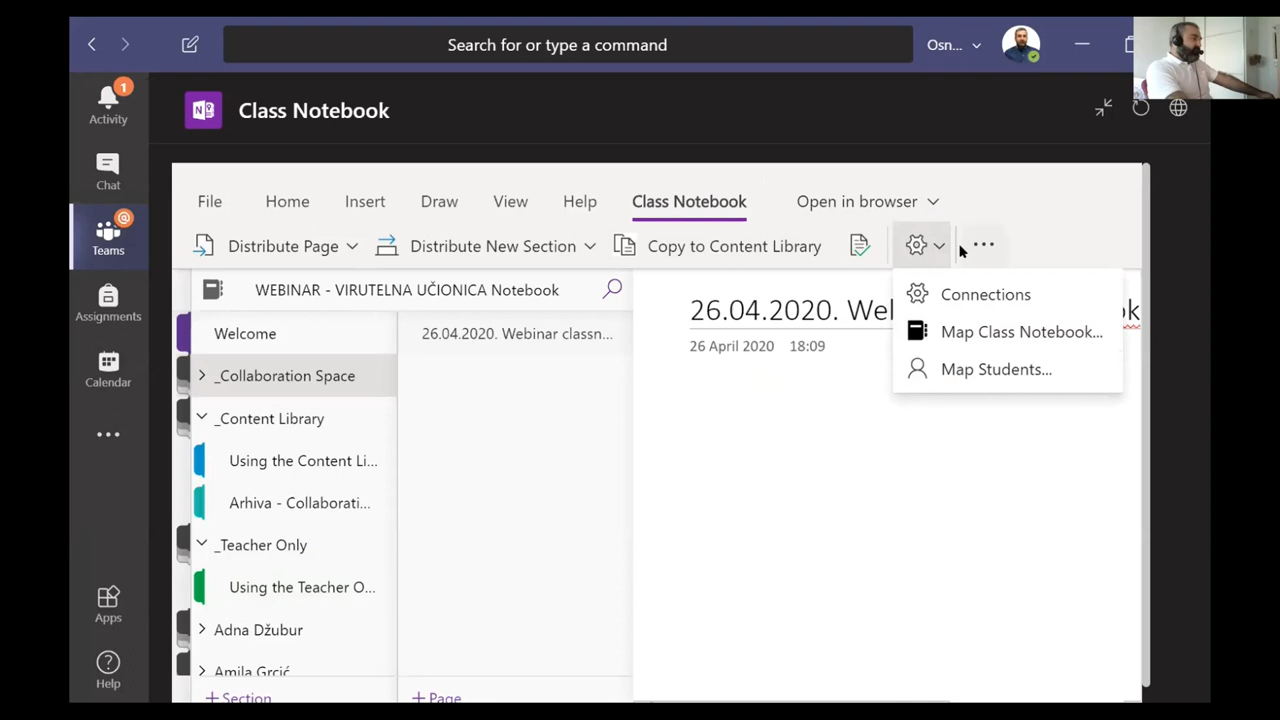 Search for or type a command
Osn...
1
Activity
Chat
Teams
Assignments
Calendar
Apps
Help
Class Notebook
File Home Insert Draw View Help Class Notebook Open in browser
Distribute Page Distribute New Section Copy to Content Library
WEBINAR - VIRUTELNA UČIONICA Notebook
Welcome
_Collaboration Space
_Content Library
Using the Content Li...
Arhiva - Collaborati...
_Teacher Only
Using the Teacher O...
Adna Džubur
Amila Grcić
+ Section
26.04.2020. Webinar classn...
+ Page
26.04.2020. We
26 April 2020 18:09
Connections
Map Class Notebook...
Map Students...